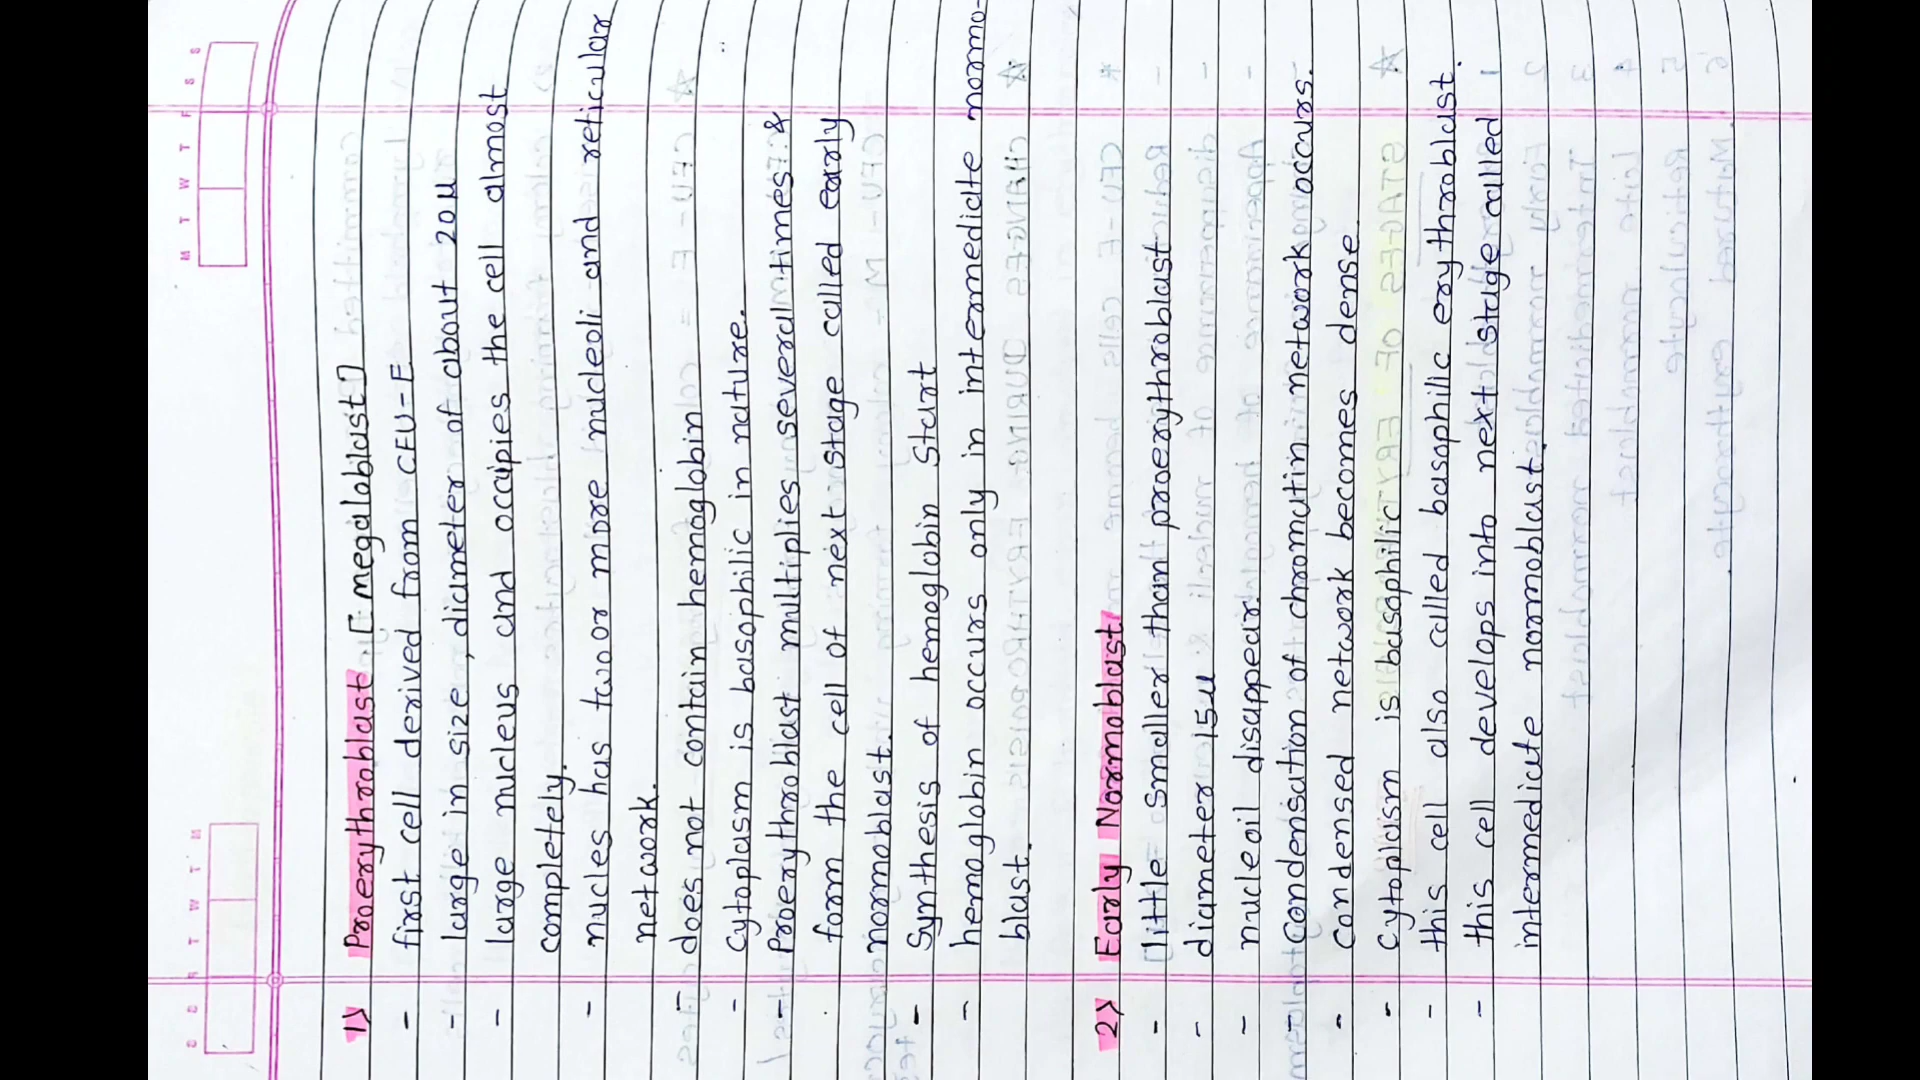 1) Proerythroblast [megaloblast]
- first cell derived from CFU-E
- large in size, diameter of about 20 μ
- large nucleus and occupies the cell almost
completely.
- nucles has two or more nucleoli and reticular
network.
- does not contain hemoglobin
- Cytoplasm is basophilic in nature.
- Proerythroblast multiplies several times &
form the cell of next stage called early
normoblast.
- Synthesis of hemoglobin Start
- hemoglobin occurs only in intermediate normo-
blast.
2) Early Normoblast
- little smaller than proerythroblast
- diameter 15μ
- nucleoil disappear.
- Condensation of chromatin network occurs.
- condensed network becomes dense.
- cytoplasm is basophilic
- this cell also called basophilic erythroblast.
- this cell develops into next stage called
intermediate normoblast.